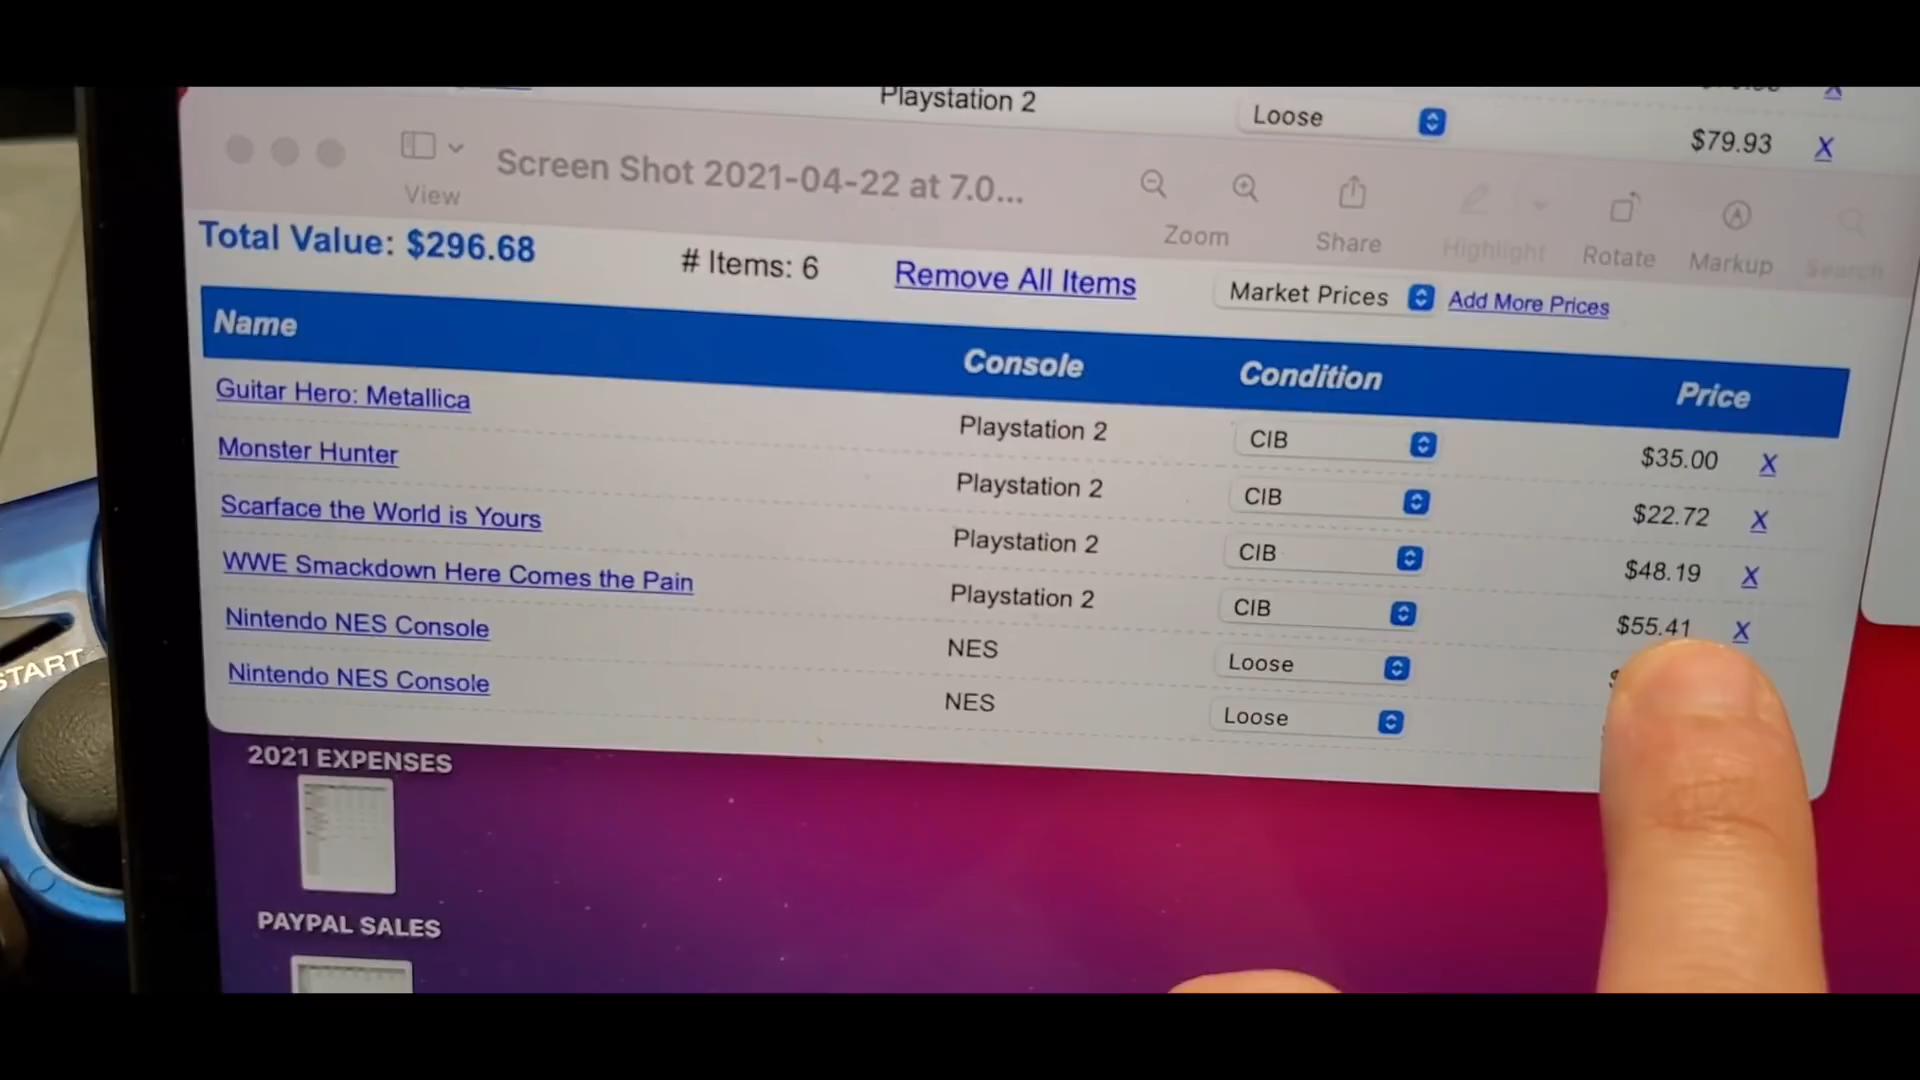 Playstation 2 Loose $79.93 X
Screen Shot 2021-04-22 at 7.0...
View Zoom Share Highlight Rotate Markup Search
Total Value: $296.68 # Items: 6 Remove All Items Market Prices Add More Prices
Name Console Condition Price
Guitar Hero: Metallica Playstation 2 CIB $35.00 X
Monster Hunter Playstation 2 CIB $22.72 X
Scarface the World is Yours Playstation 2 CIB $48.19 X
WWE Smackdown Here Comes the Pain Playstation 2 CIB $55.41 X
Nintendo NES Console NES Loose
Nintendo NES Console NES Loose
START
2021 EXPENSES
PAYPAL SALES